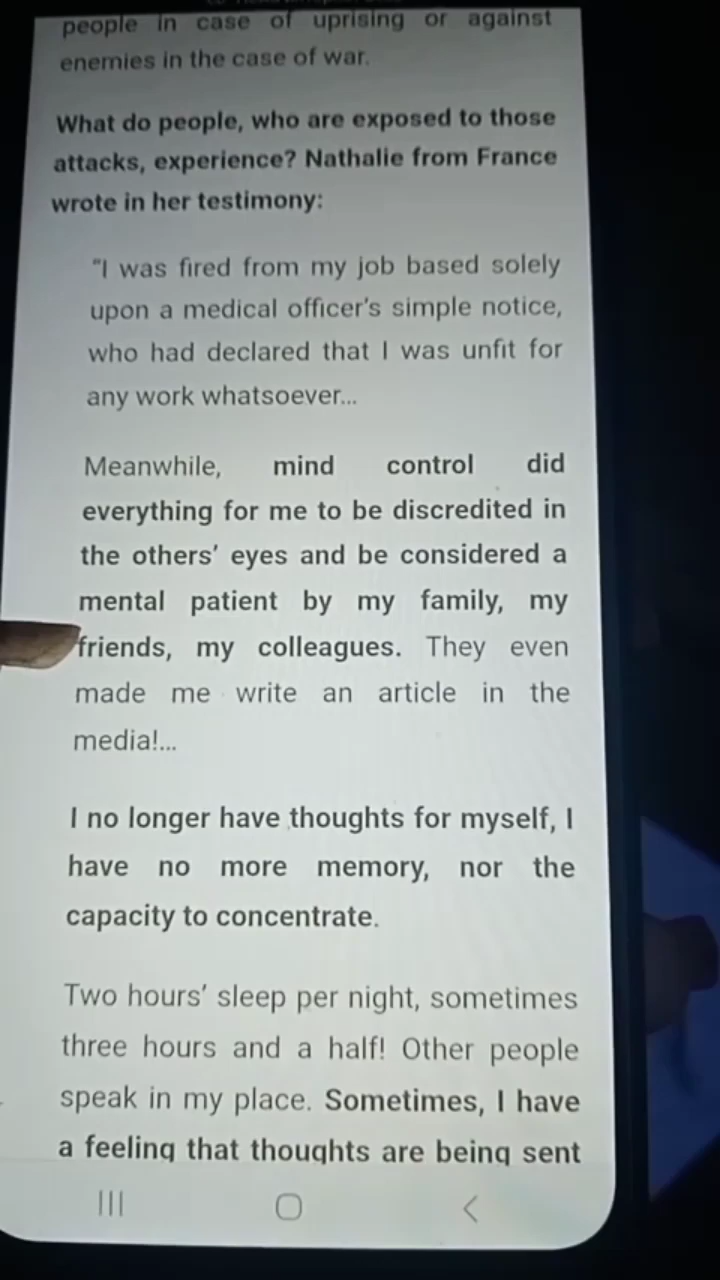 people in case of uprising or against
enemies in the case of war.
What do people, who are exposed to those
attacks, experience? Nathalie from France
wrote in her testimony:
“I was fired from my job based solely
upon a medical officer’s simple notice,
who had declared that I was unfit for
any work whatsoever...
Meanwhile, mind control did
everything for me to be discredited in
the others’ eyes and be considered a
mental patient by my family, my
friends, my colleagues. They even
made me write an article in the
media!...
I no longer have thoughts for myself, I
have no more memory, nor the
capacity to concentrate.
Two hours’ sleep per night, sometimes
three hours and a half! Other people
speak in my place. Sometimes, I have
a feeling that thoughts are being sent